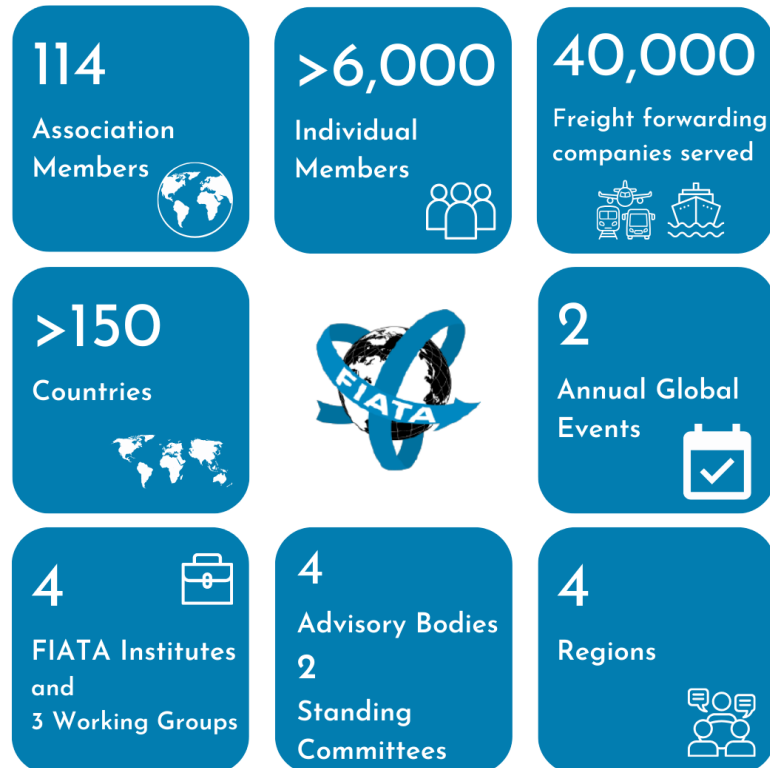 114
Association
Members
>6,000
Individual
Members
40,000
Freight forwarding
companies served
>150
Countries
FIATA
2
Annual Global
Events
4
FIATA Institutes
and
3 Working Groups
4
Advisory Bodies
2
Standing
Committees
4
Regions